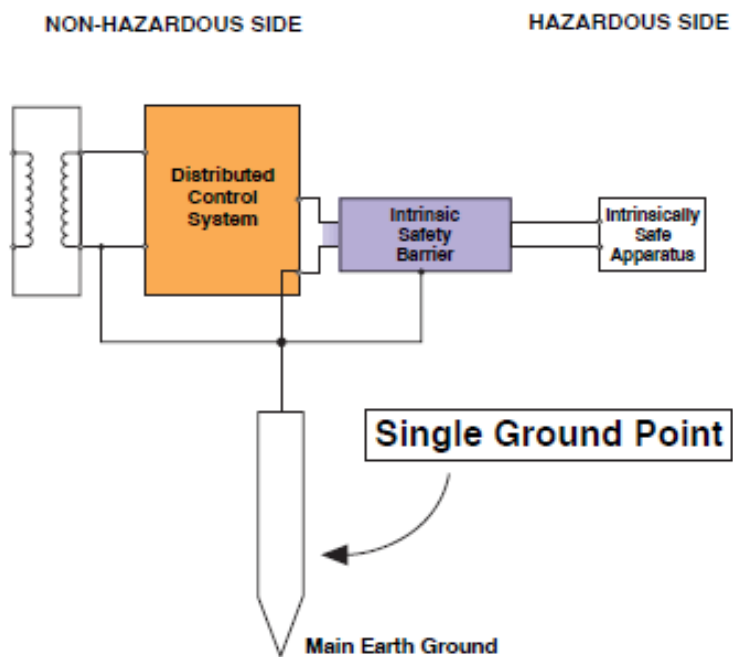 NON-HAZARDOUS SIDE
HAZARDOUS SIDE
Distributed
Control
System
Intrinsic
Safety
Barrier
Intrinsically
Safe
Apparatus
Single Ground Point
Main Earth Ground